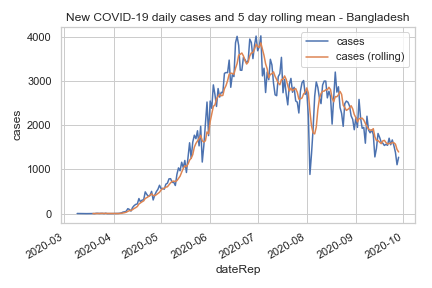 New COVID-19 daily cases and 5 day rolling mean - Bangladesh
cases
cases (rolling)
4000
3000
2000
1000
0
cases
2020-03
2020-04
2020-05
2020-06
2020-07
2020-08
2020-09
2020-10
dateRep